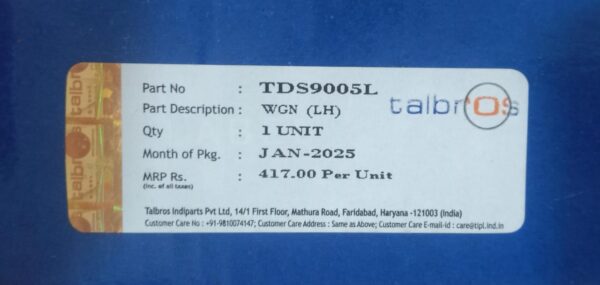 Part No : TDS9005L
talbros
Part Description : WGN (LH)
Qty : 1 UNIT
Month of Pkg. : JAN-2025
MRP Rs. : 417.00 Per Unit
(inc. of all taxes)
Talbros Indiparts Pvt Ltd, 14/1 First Floor, Mathura Road, Faridabad, Haryana -121003 (India)
Customer Care No : +91-9810074147; Customer Care Address : Same as Above; Customer Care E-mail-id : care@tipl.ind.in
talbros
talbros